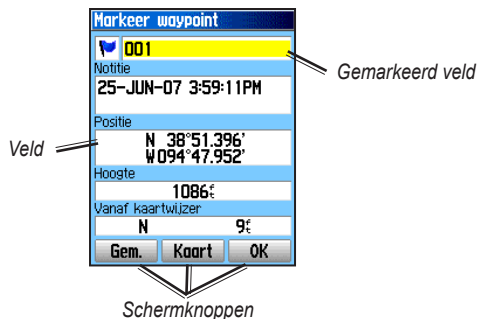 Markeer waypoint
001
Gemarkeerd veld
Notitie
25-JUN-07 3:59:11PM
Positie
Veld
N 38°51.396'
W094°47.952'
Hoogte
1086ft
Vanaf kaartwijzer
N 9ft
Gem. Kaart OK
Schermknoppen